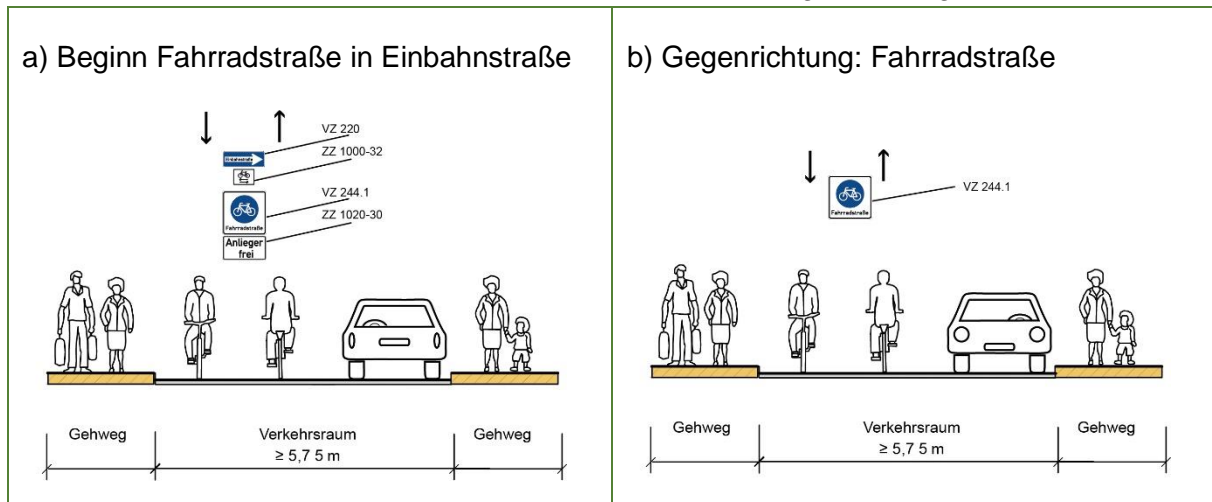 a) Beginn Fahrradstraße in Einbahnstraße
VZ 220
ZZ 1000-32
VZ 244.1
ZZ 1020-30
Einbahnstraße
Fahrradstraße
Anlieger
frei
Gehweg
Verkehrsraum
≥ 5,7 5 m
Gehweg
b) Gegenrichtung: Fahrradstraße
VZ 244.1
Fahrradstraße
Gehweg
Verkehrsraum
≥ 5,7 5 m
Gehweg